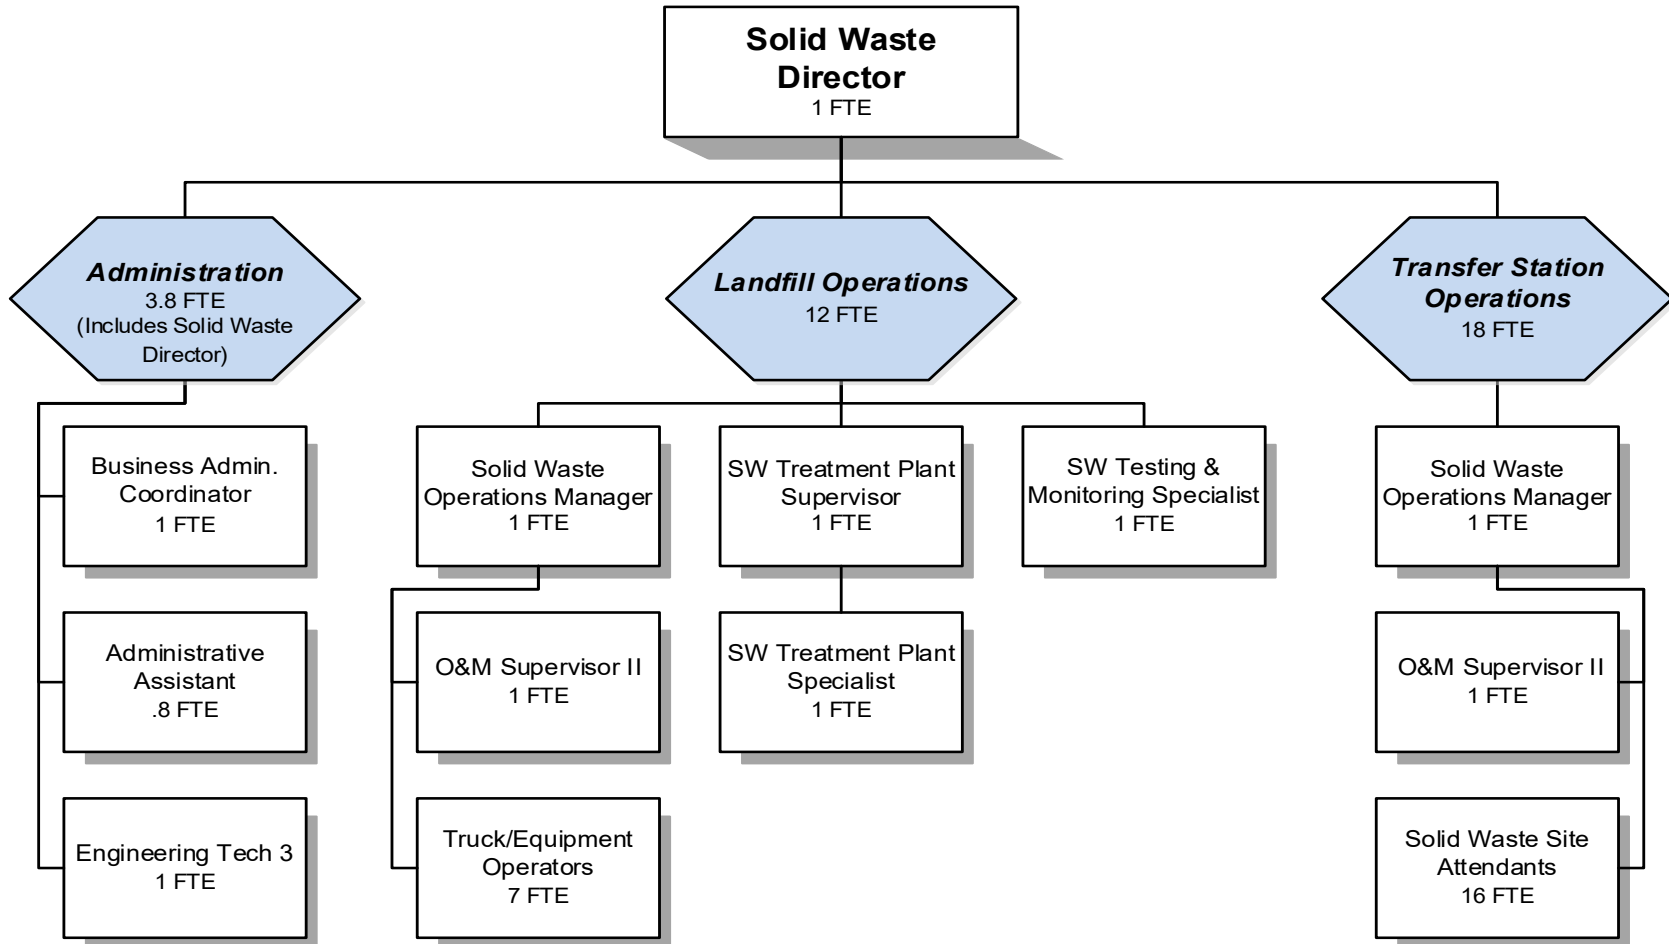 Solid Waste
Director
1 FTE
Administration
3.8 FTE
(Includes Solid Waste
Director)
Landfill Operations
12 FTE
Transfer Station
Operations
18 FTE
Business Admin.
Coordinator
1 FTE
Solid Waste
Operations Manager
1 FTE
SW Treatment Plant
Supervisor
1 FTE
SW Testing &
Monitoring Specialist
1 FTE
Solid Waste
Operations Manager
1 FTE
Administrative
Assistant
.8 FTE
O&M Supervisor II
1 FTE
SW Treatment Plant
Specialist
1 FTE
O&M Supervisor II
1 FTE
Engineering Tech 3
1 FTE
Truck/Equipment
Operators
7 FTE
Solid Waste Site
Attendants
16 FTE